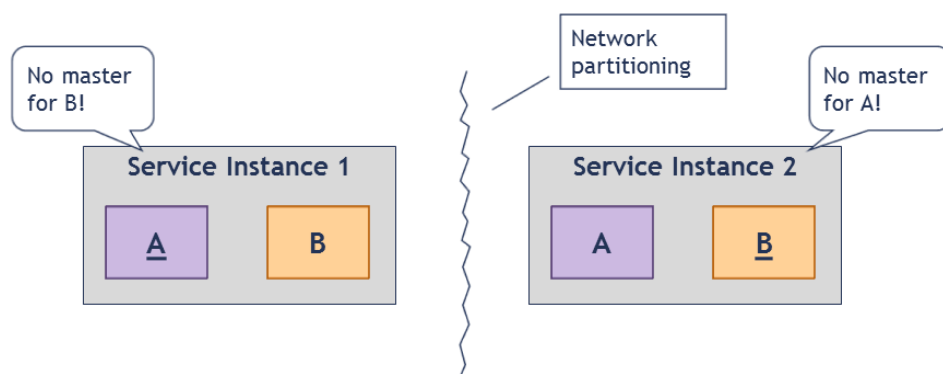 Network
partitioning
No master
for B!
No master
for A!
Service Instance 1
Service Instance 2
A
B
A
B